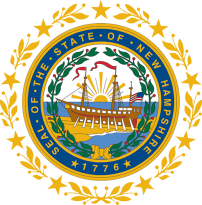 SEAL · OF · THE · STATE · OF · NEW HAMPSHIRE
1776